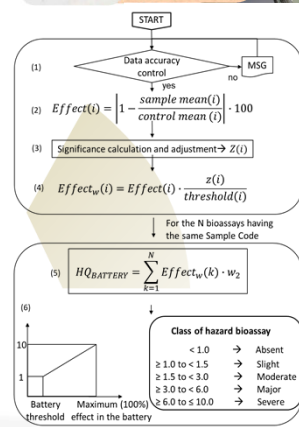 START
Data accuracy
control
MSG
no
yes
(1)
(2) Effect(i) = |1 − sample mean(i) / control mean (i)| · 100
(3) Significance calculation and adjustment→ Z(i)
(4) Effect_w(i) = Effect(i) · z(i) / threshold(i)
For the N bioassays having
the same Sample Code
(5) HQ_BATTERY = ∑_{k=1}^{N} Effect_w(k) · w₂
(6)
10
1
Battery
threshold
Maximum (100%)
effect in the battery
Class of hazard bioassay
< 1.0 → Absent
≥ 1.0 to < 1.5 → Slight
≥ 1.5 to < 3.0 → Moderate
≥ 3.0 to < 6.0 → Major
≥ 6.0 to ≤ 10.0 → Severe